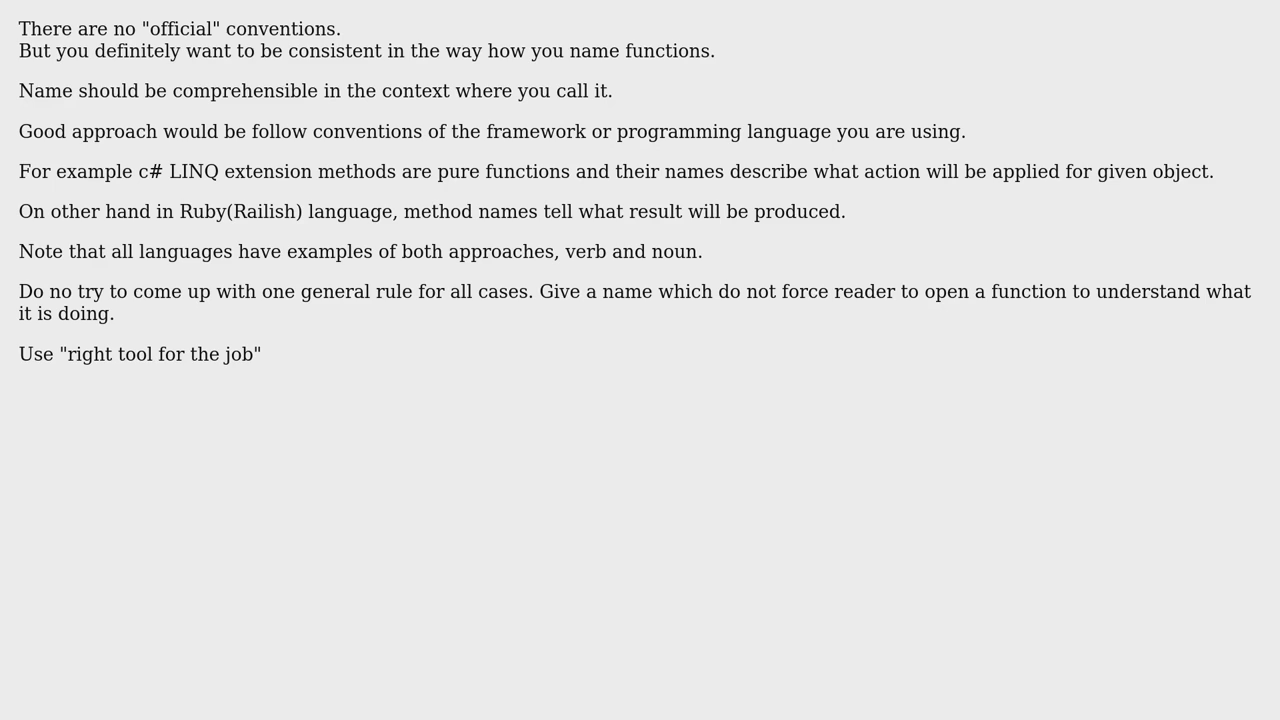 There are no "official" conventions.
But you definitely want to be consistent in the way how you name functions.
Name should be comprehensible in the context where you call it.
Good approach would be follow conventions of the framework or programming language you are using.
For example c# LINQ extension methods are pure functions and their names describe what action will be applied for given object.
On other hand in Ruby(Railish) language, method names tell what result will be produced.
Note that all languages have examples of both approaches, verb and noun.
Do no try to come up with one general rule for all cases. Give a name which do not force reader to open a function to understand what
it is doing.
Use "right tool for the job"